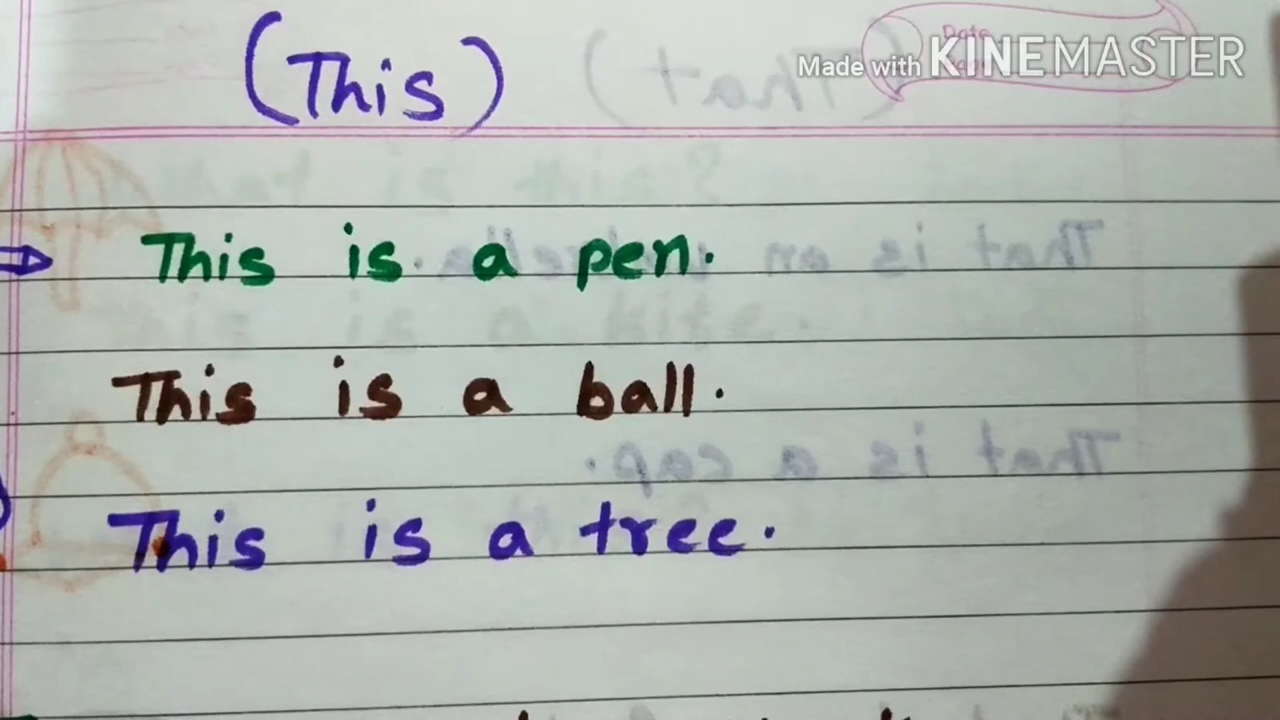 (This)
Made with KINEMASTER
This is a pen.
This is a ball.
This is a tree.